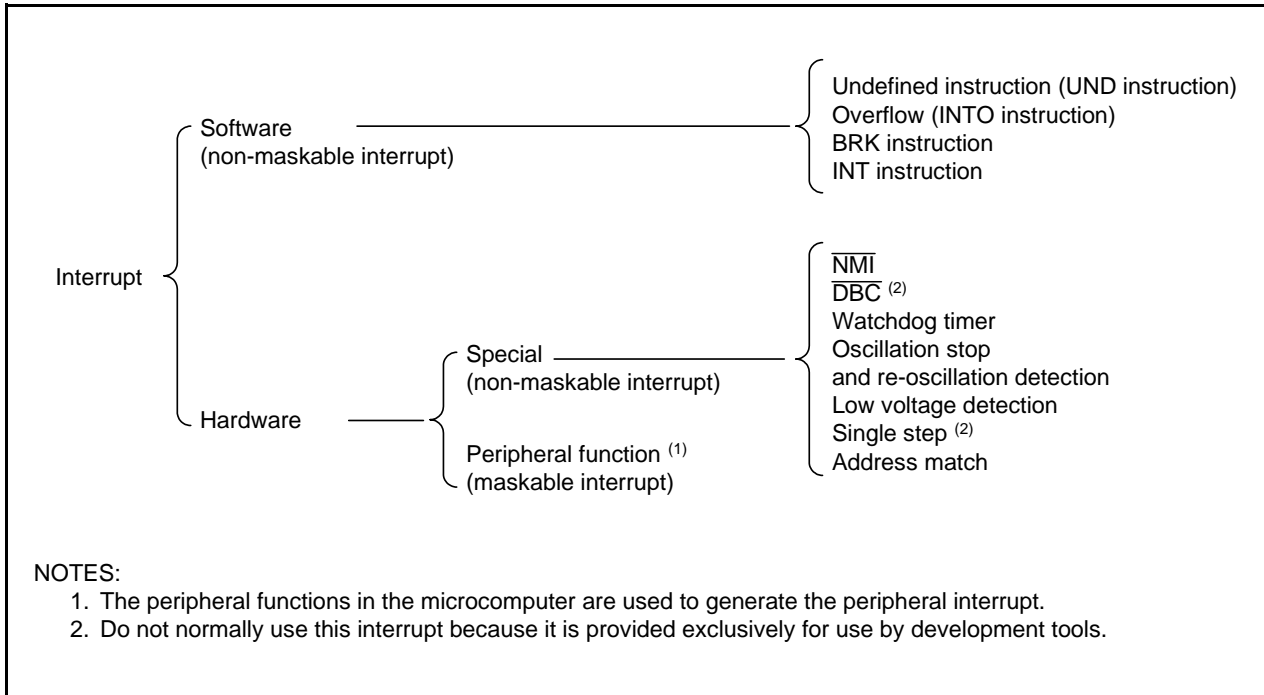 Interrupt
Software
(non-maskable interrupt)
Undefined instruction (UND instruction)
Overflow (INTO instruction)
BRK instruction
INT instruction
Hardware
Special
(non-maskable interrupt)
N̅M̅I̅
D̅B̅C̅ (2)
Watchdog timer
Oscillation stop
and re-oscillation detection
Low voltage detection
Single step (2)
Address match
Peripheral function (1)
(maskable interrupt)
NOTES:
1. The peripheral functions in the microcomputer are used to generate the peripheral interrupt.
2. Do not normally use this interrupt because it is provided exclusively for use by development tools.